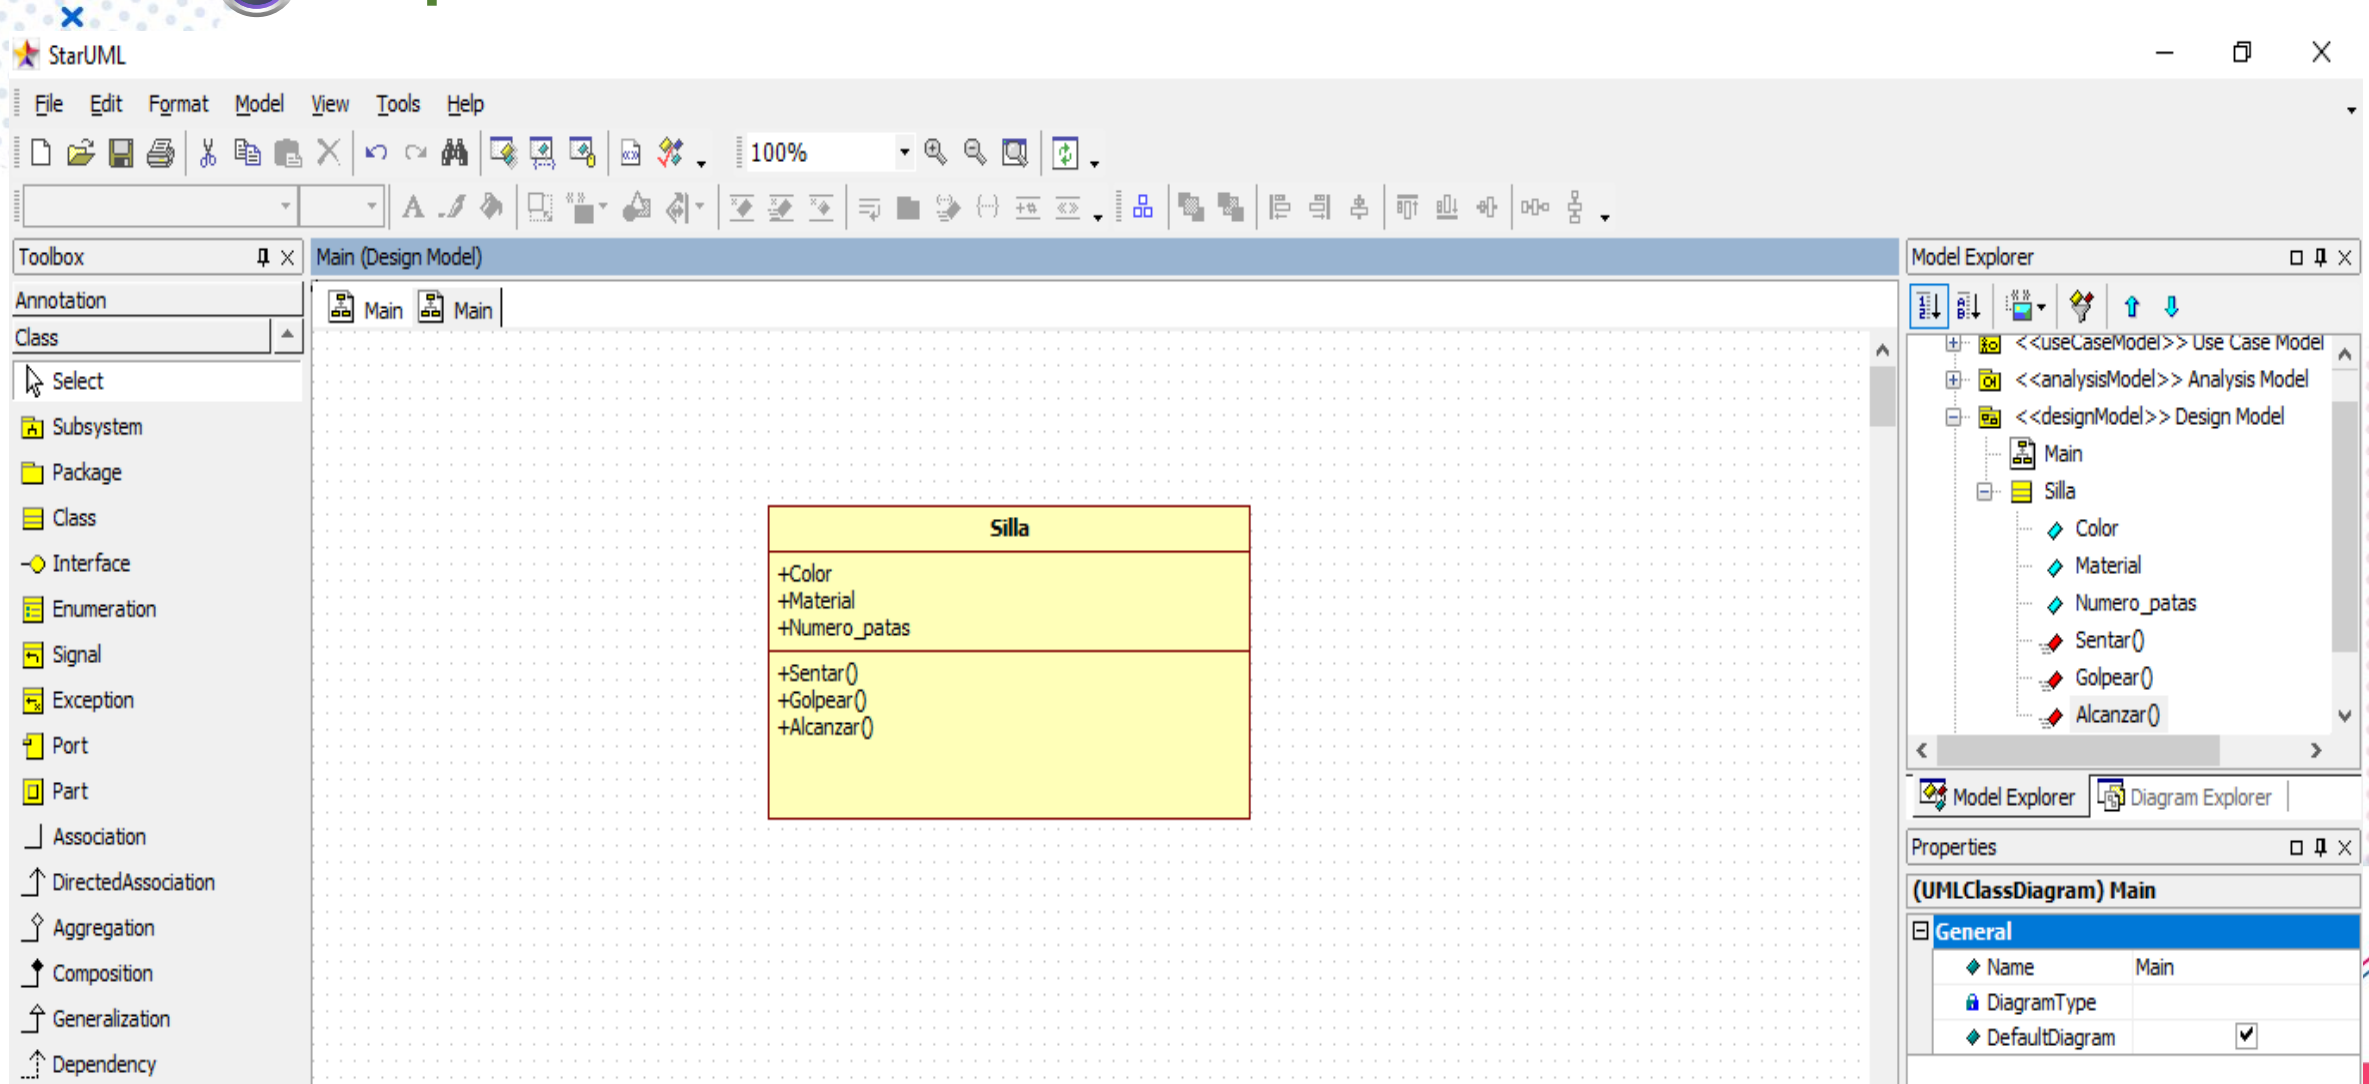 StarUML
File Edit Format Model View Tools Help
100%
Toolbox
Annotation
Class
Select
Subsystem
Package
Class
Interface
Enumeration
Signal
Exception
Port
Part
Association
DirectedAssociation
Aggregation
Composition
Generalization
Dependency
Main (Design Model)
Main Main
Silla
+Color
+Material
+Numero_patas
+Sentar()
+Golpear()
+Alcanzar()
Model Explorer
<<useCaseModel>> Use Case Model
<<analysisModel>> Analysis Model
<<designModel>> Design Model
Main
Silla
Color
Material
Numero_patas
Sentar()
Golpear()
Alcanzar()
Model Explorer Diagram Explorer
Properties
(UMLClassDiagram) Main
General
Name Main
DiagramType
DefaultDiagram